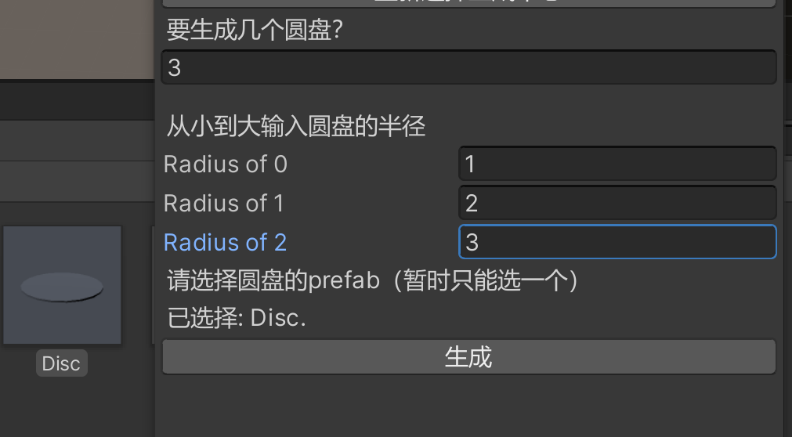 要生成几个圆盘?
3
从小到大输入圆盘的半径
Radius of 0 1
Radius of 1 2
Radius of 2 3
请选择圆盘的prefab（暂时只能选一个）
已选择: Disc.
Disc
生成